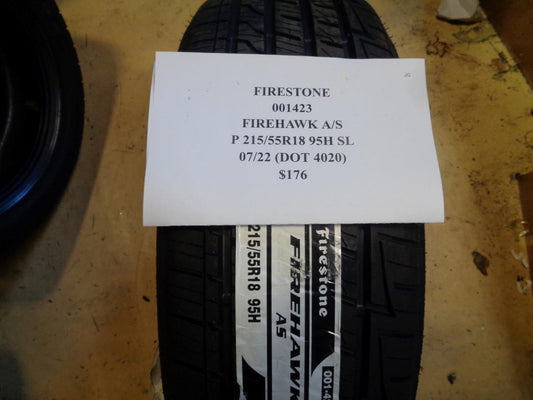 FIRESTONE
001423
FIREHAWK A/S
P 215/55R18 95H SL
07/22 (DOT 4020)
$176
215/55R18 95H
FIREHAWK
AS
Firestone